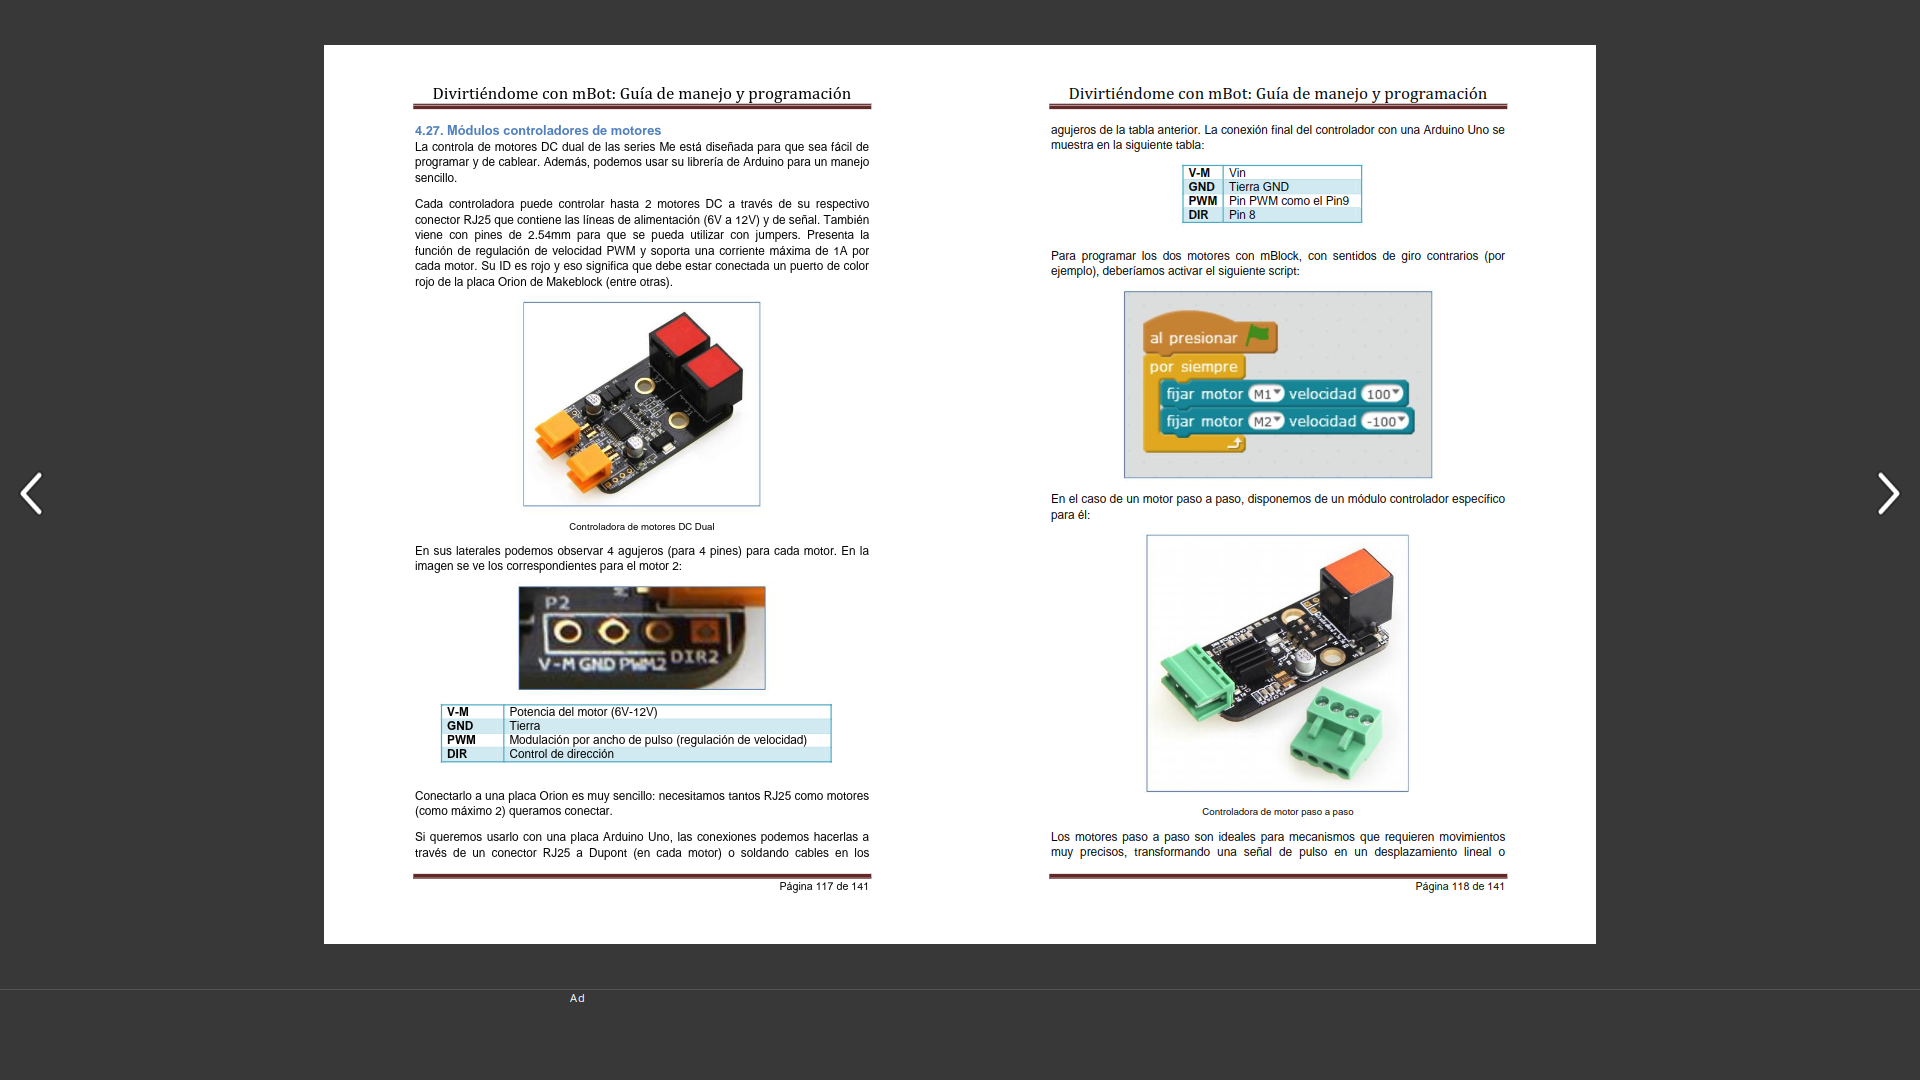 Divirtiéndome con mBot: Guía de manejo y programación
4.27. Módulos controladores de motores
La controla de motores DC dual de las series Me está diseñada para que sea fácil de
programar y de cablear. Además, podemos usar su librería de Arduino para un manejo
sencillo.
Cada controladora puede controlar hasta 2 motores DC a través de su respectivo
conector RJ25 que contiene las líneas de alimentación (6V a 12V) y de señal. También
viene con pines de 2.54mm para que se pueda utilizar con jumpers. Presenta la
función de regulación de velocidad PWM y soporta una corriente máxima de 1A por
cada motor. Su ID es rojo y eso significa que debe estar conectada un puerto de color
rojo de la placa Orion de Makeblock (entre otras).
Controladora de motores DC Dual
En sus laterales podemos observar 4 agujeros (para 4 pines) para cada motor. En la
imagen se ve los correspondientes para el motor 2:
P2
V-M GND PWM2 DIR2
V-M Potencia del motor (6V-12V)
GND Tierra
PWM Modulación por ancho de pulso (regulación de velocidad)
DIR Control de dirección
Conectarlo a una placa Orion es muy sencillo: necesitamos tantos RJ25 como motores
(como máximo 2) queramos conectar.
Si queremos usarlo con una placa Arduino Uno, las conexiones podemos hacerlas a
través de un conector RJ25 a Dupont (en cada motor) o soldando cables en los
Página 117 de 141
Divirtiéndome con mBot: Guía de manejo y programación
agujeros de la tabla anterior. La conexión final del controlador con una Arduino Uno se
muestra en la siguiente tabla:
V-M Vin
GND Tierra GND
PWM Pin PWM como el Pin9
DIR Pin 8
Para programar los dos motores con mBlock, con sentidos de giro contrarios (por
ejemplo), deberíamos activar el siguiente script:
al presionar
por siempre
fijar motor M1 velocidad 100
fijar motor M2 velocidad -100
En el caso de un motor paso a paso, disponemos de un módulo controlador específico
para él:
Controladora de motor paso a paso
Los motores paso a paso son ideales para mecanismos que requieren movimientos
muy precisos, transformando una señal de pulso en un desplazamiento lineal o
Página 118 de 141
Ad